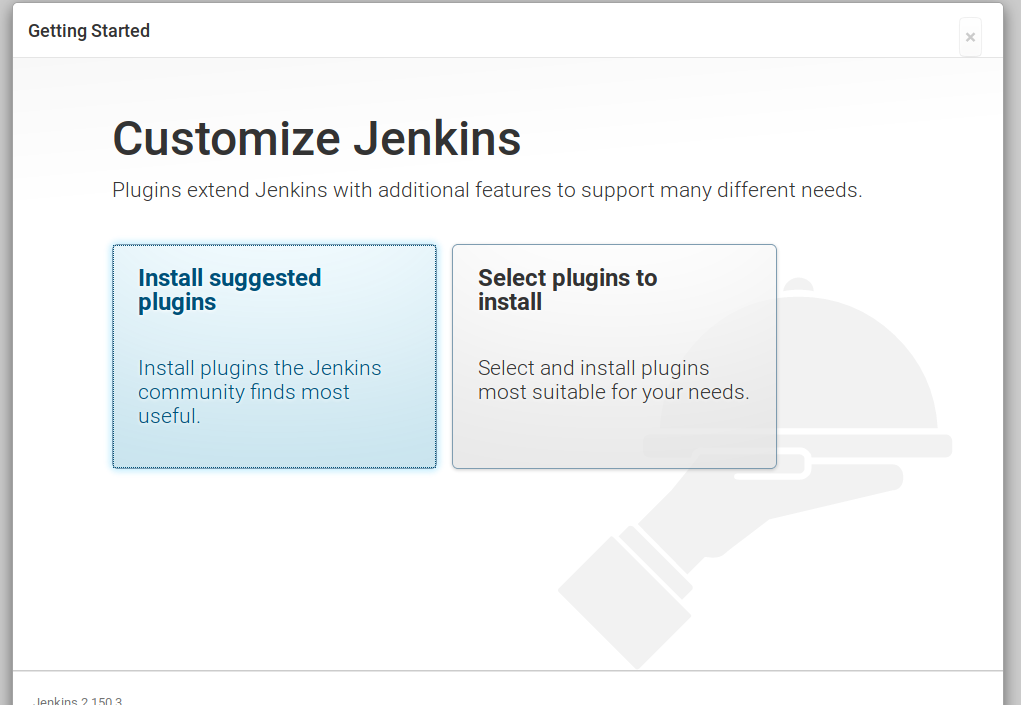 Getting Started
×
Customize Jenkins
Plugins extend Jenkins with additional features to support many different needs.
Install suggested
plugins
Install plugins the Jenkins
community finds most
useful.
Select plugins to
install
Select and install plugins
most suitable for your needs.
Jenkins 2.150.3